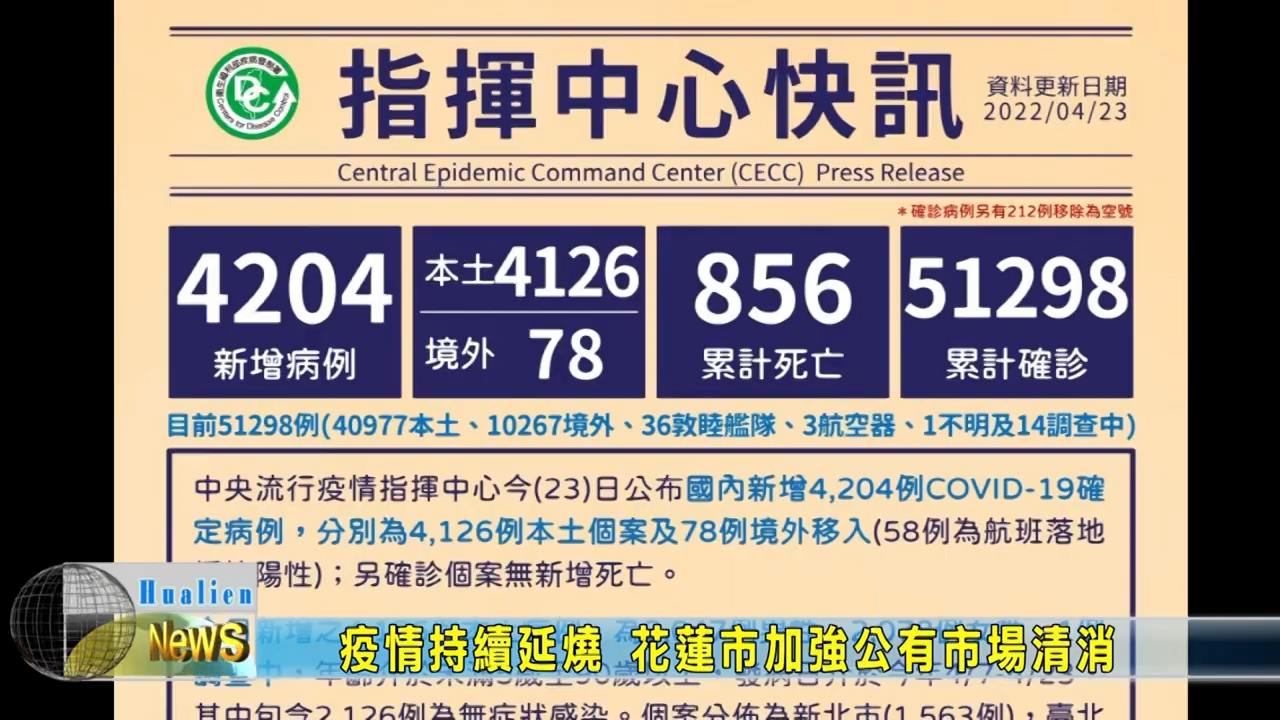 指揮中心快訊
資料更新日期
2022/04/23
Central Epidemic Command Center (CECC) Press Release
*確診病例另有212例移除為空號
4204
新增病例
本土4126
境外 78
856
累計死亡
51298
累計確診
目前51298例(40977本土、10267境外、36敦睦艦隊、3航空器、1不明及14調查中)
中央流行疫情指揮中心今(23)日公布國內新增4,204例COVID-19確
定病例，分別為4,126例本土個案及78例境外移入(58例為航班落地
陽性)；另確診個案無新增死亡。
Hualien
NewS
疫情持續延燒 花蓮市加強公有市場清消
其中包含2,126例為無症狀感染。個案分佈為新北市(1,563例)，臺北